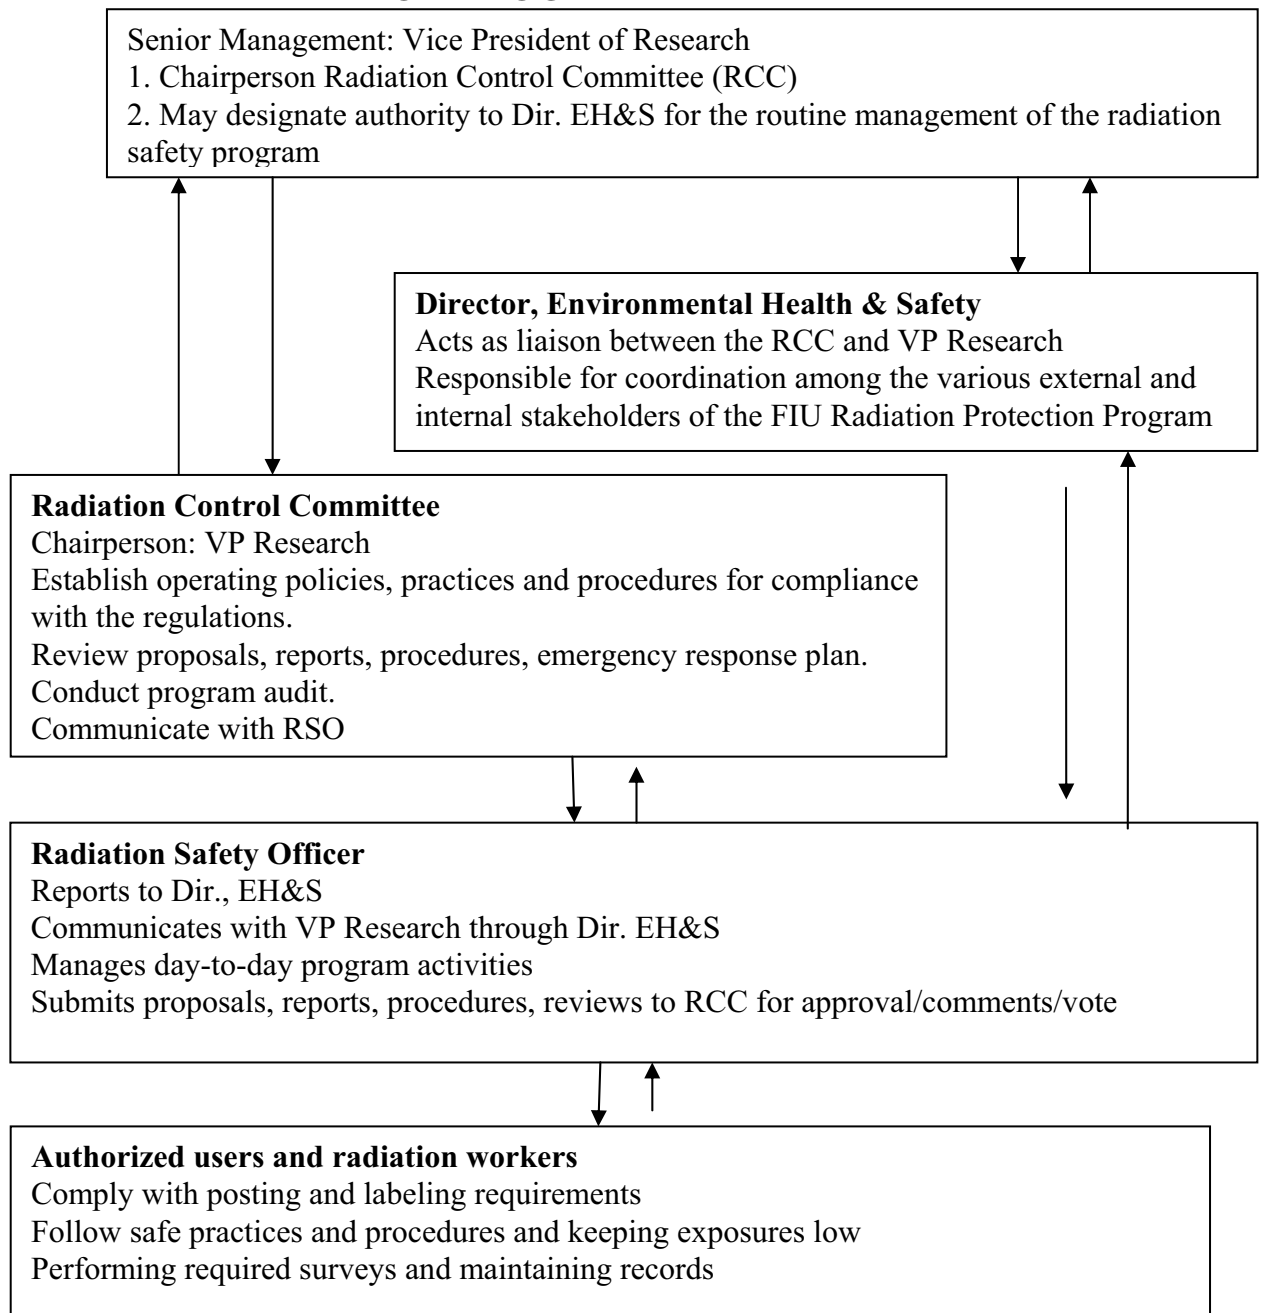 Senior Management: Vice President of Research
1. Chairperson Radiation Control Committee (RCC)
2. May designate authority to Dir. EH&S for the routine management of the radiation
safety program
Director, Environmental Health & Safety
Acts as liaison between the RCC and VP Research
Responsible for coordination among the various external and
internal stakeholders of the FIU Radiation Protection Program
Radiation Control Committee
Chairperson: VP Research
Establish operating policies, practices and procedures for compliance
with the regulations.
Review proposals, reports, procedures, emergency response plan.
Conduct program audit.
Communicate with RSO
Radiation Safety Officer
Reports to Dir., EH&S
Communicates with VP Research through Dir. EH&S
Manages day-to-day program activities
Submits proposals, reports, procedures, reviews to RCC for approval/comments/vote
Authorized users and radiation workers
Comply with posting and labeling requirements
Follow safe practices and procedures and keeping exposures low
Performing required surveys and maintaining records